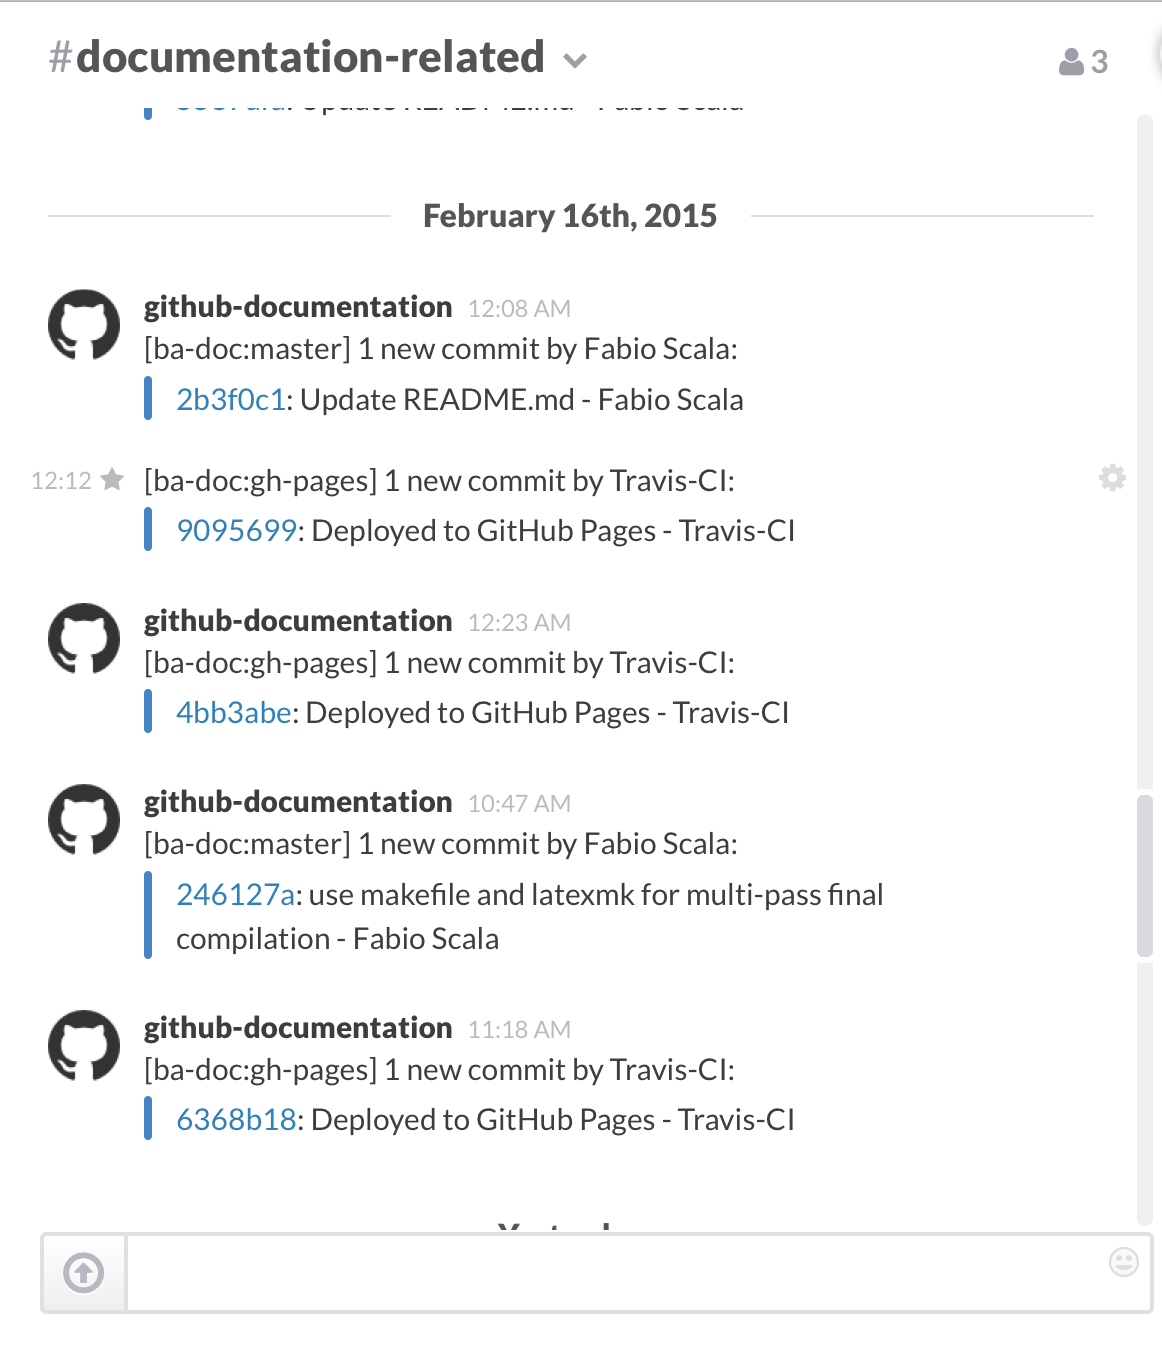 #documentation-related
3
Update README.md - Fabio Scala
February 16th, 2015
github-documentation 12:08 AM
[ba-doc:master] 1 new commit by Fabio Scala:
2b3f0c1: Update README.md - Fabio Scala
12:12 [ba-doc:gh-pages] 1 new commit by Travis-CI:
9095699: Deployed to GitHub Pages - Travis-CI
github-documentation 12:23 AM
[ba-doc:gh-pages] 1 new commit by Travis-CI:
4bb3abe: Deployed to GitHub Pages - Travis-CI
github-documentation 10:47 AM
[ba-doc:master] 1 new commit by Fabio Scala:
246127a: use makefile and latexmk for multi-pass final
compilation - Fabio Scala
github-documentation 11:18 AM
[ba-doc:gh-pages] 1 new commit by Travis-CI:
6368b18: Deployed to GitHub Pages - Travis-CI